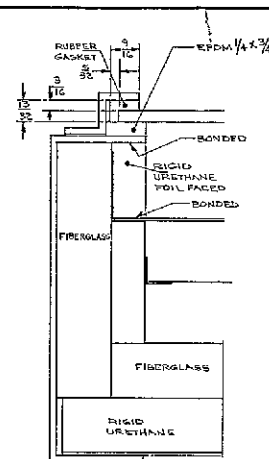 9
16
RUBBER
GASKET
EPDM 1/4 x 3/4
5
32
3
16
13
32
BONDED
RIGID
URETHANE
FOIL FACED
BONDED
FIBERGLASS
FIBERGLASS
RIGID
URETHANE